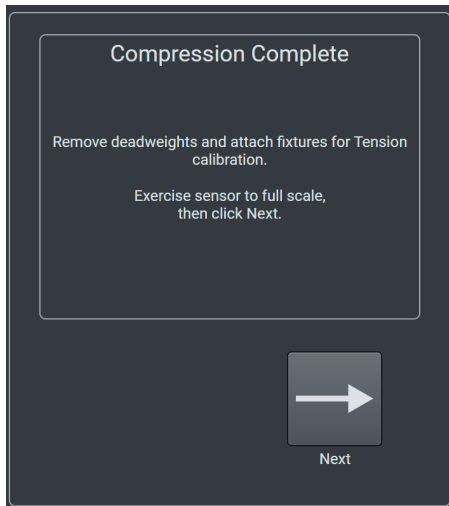 Compression Complete
Remove deadweights and attach fixtures for Tension
calibration.
Exercise sensor to full scale,
then click Next.
Next